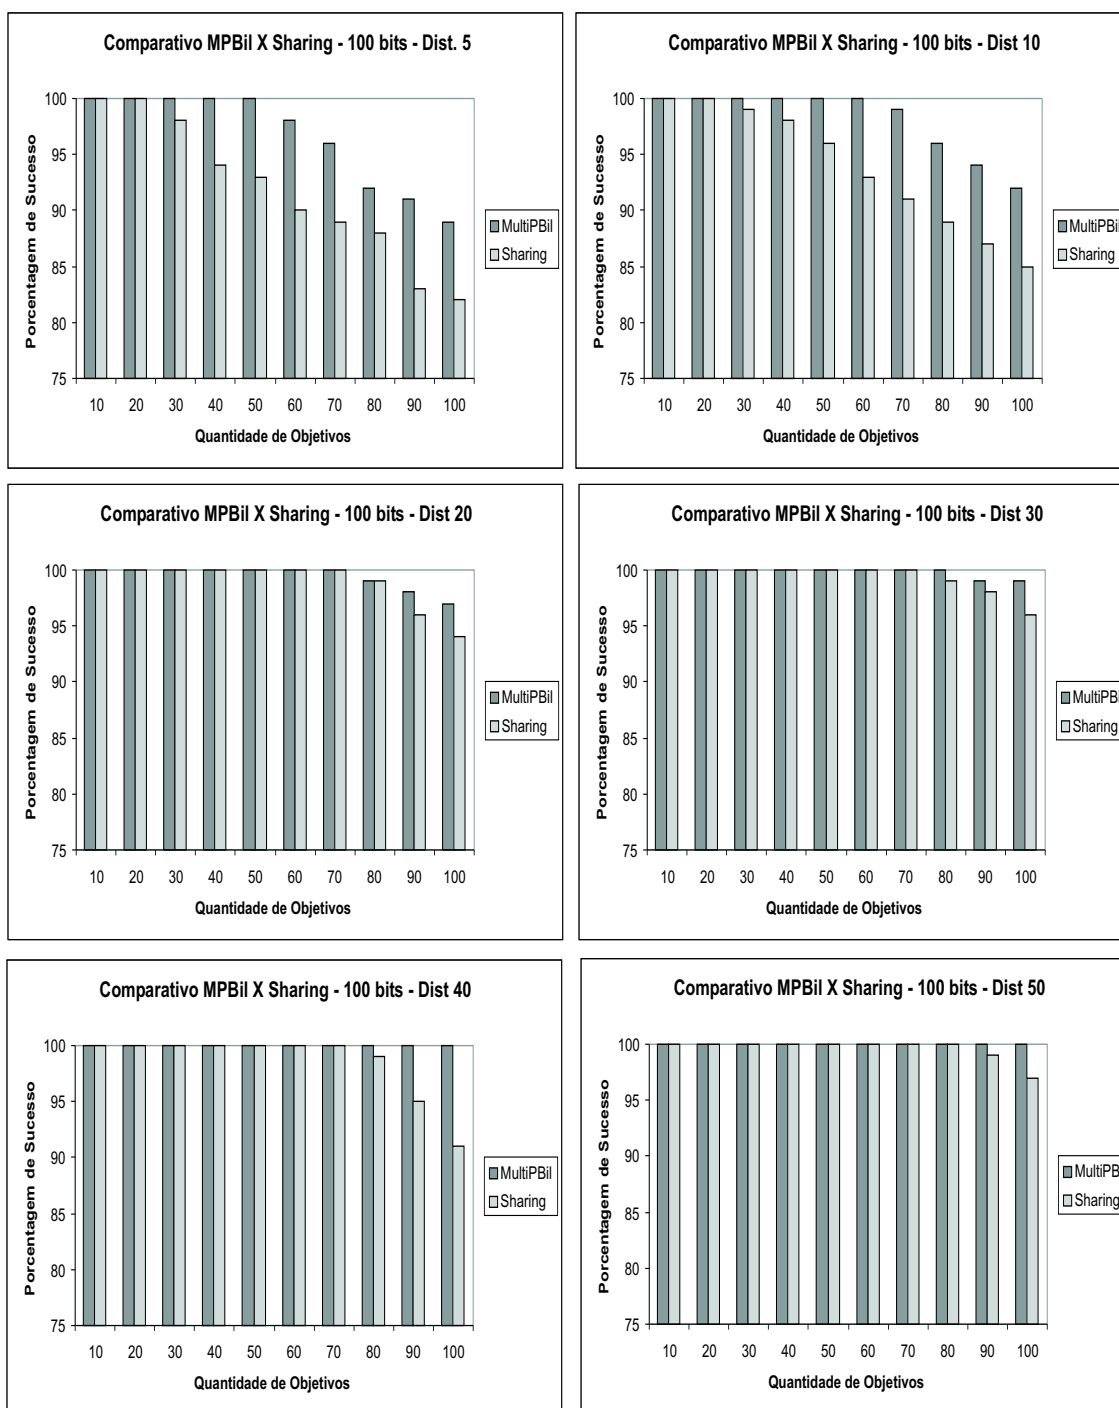 Comparativo MPBil X Sharing - 100 bits - Dist. 5
Porcentagem de Sucesso
100
95
90
85
80
75
10 20 30 40 50 60 70 80 90 100
Quantidade de Objetivos
MultiPBil
Sharing
Comparativo MPBil X Sharing - 100 bits - Dist 10
Porcentagem de Sucesso
100
95
90
85
80
75
10 20 30 40 50 60 70 80 90 100
Quantidade de Objetivos
MultiPBil
Sharing
Comparativo MPBil X Sharing - 100 bits - Dist 20
Porcentagem de Sucesso
100
95
90
85
80
75
10 20 30 40 50 60 70 80 90 100
Quantidade de Objetivos
MultiPBil
Sharing
Comparativo MPBil X Sharing - 100 bits - Dist 30
Porcentagem de Sucesso
100
95
90
85
80
75
10 20 30 40 50 60 70 80 90 100
Quantidade de Objetivos
MultiPBi
Sharing
Comparativo MPBil X Sharing - 100 bits - Dist 40
Porcentagem de Sucesso
100
95
90
85
80
75
10 20 30 40 50 60 70 80 90 100
Quantidade de Objetivos
MultiPBil
Sharing
Comparativo MPBil X Sharing - 100 bits - Dist 50
Porcentagem de Sucesso
100
95
90
85
80
75
10 20 30 40 50 60 70 80 90 100
Quantidade de Objetivos
MultiPB
Sharing